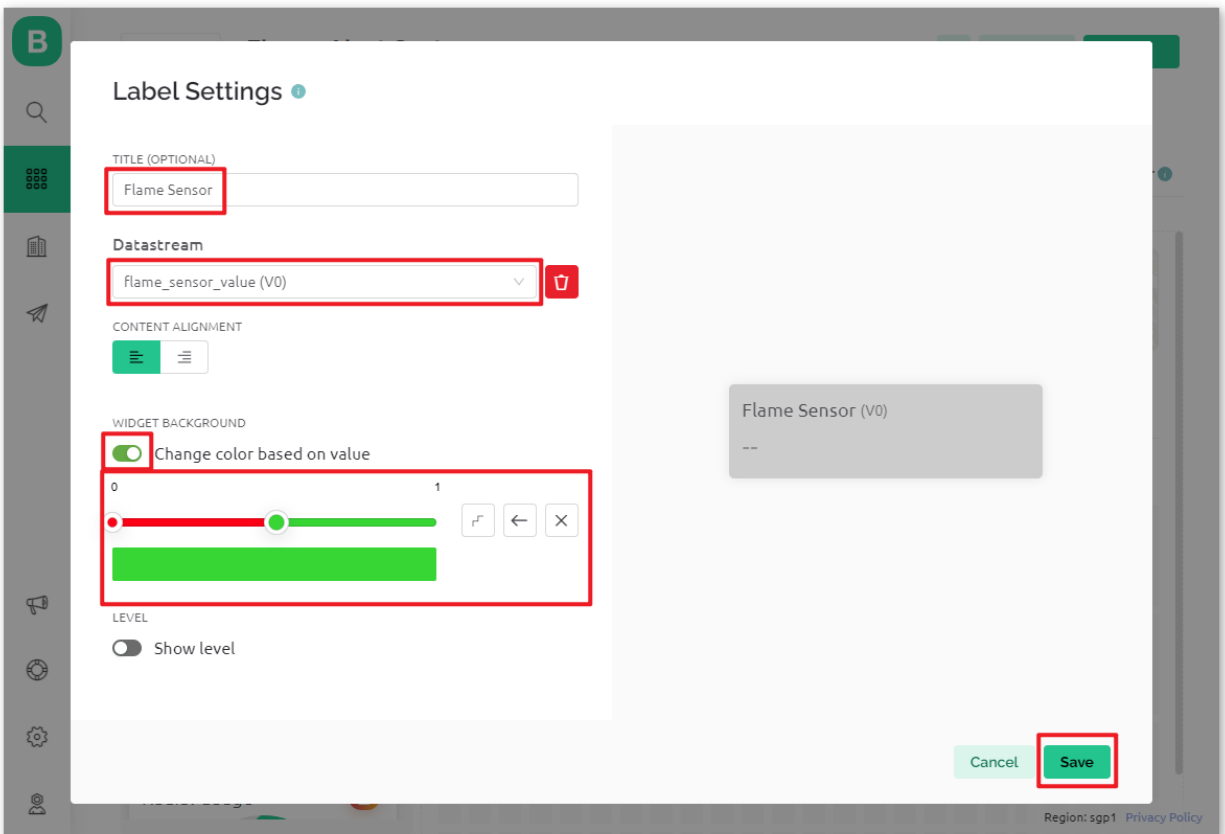 B
Label Settings
TITLE (OPTIONAL)
Flame Sensor
Datastream
flame_sensor_value (V0)
CONTENT ALIGNMENT
WIDGET BACKGROUND
Change color based on value
0 1
LEVEL
Show level
Flame Sensor (V0)
--
Cancel Save
Region: sgp1 Privacy Policy